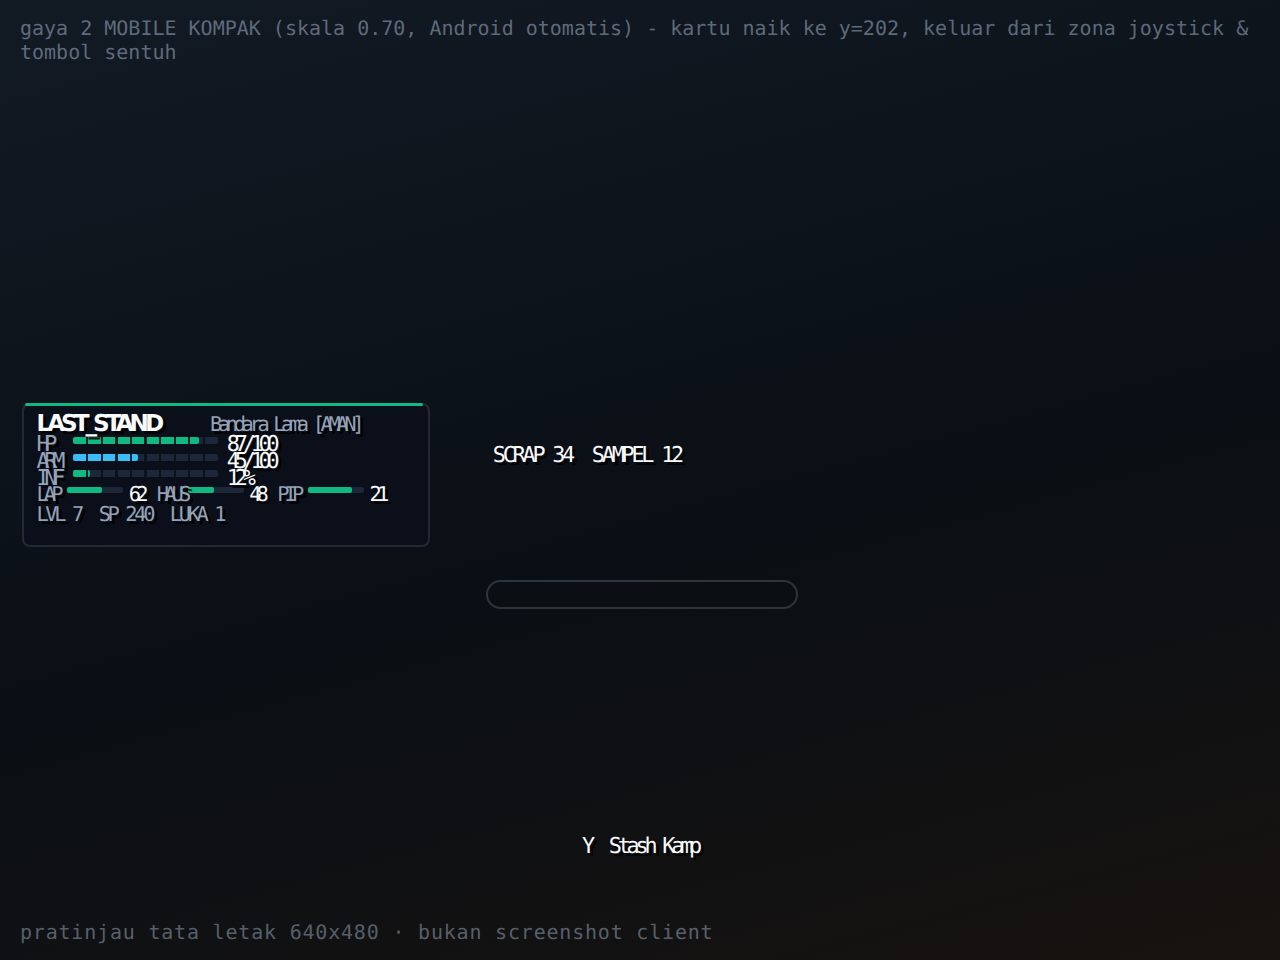 gaya 2 MOBILE KOMPAK (skala 0.70, Android otomatis) - kartu naik ke y=202, keluar dari zona joystick &
tombol sentuh
LAST_STAND Bandara Lama [AMAN]
HP 87/100
ARM 45/100
INF 12%
LAP 62 HAUS 48 PIP 21
LVL 7 SP 240 LUKA 1
SCRAP 34 SAMPEL 12
Y Stash Kamp
pratinjau tata letak 640x480 · bukan screenshot client